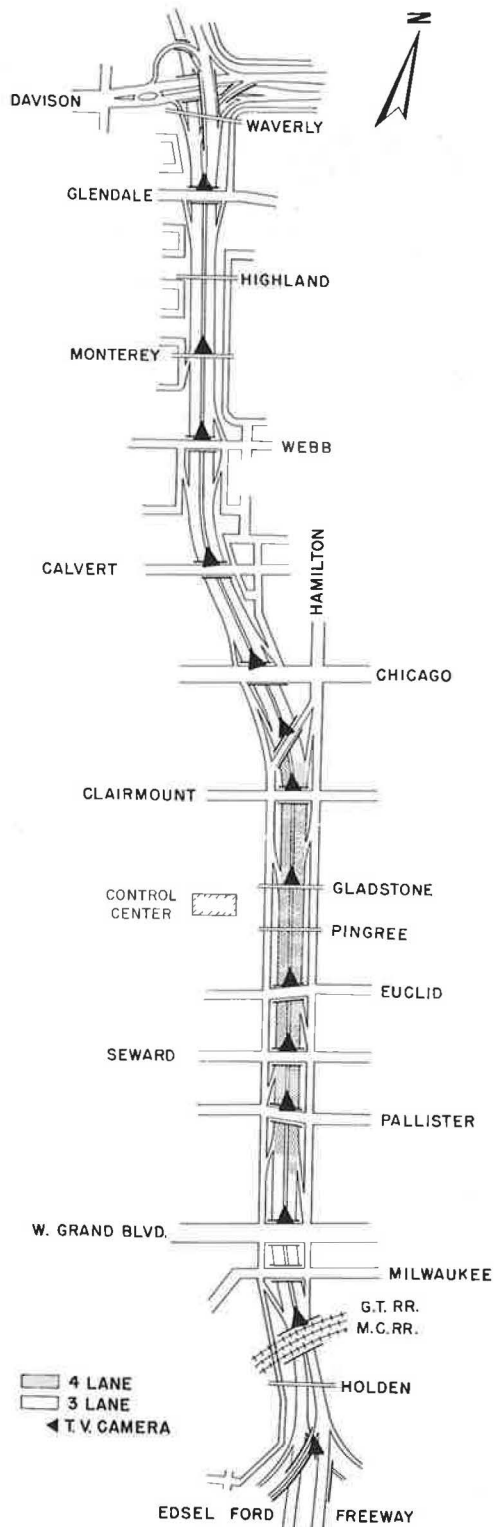 N
DAVISON
WAVERLY
GLENDALE
HIGHLAND
MONTEREY
WEBB
CALVERT
HAMILTON
CHICAGO
CLAIRMOUNT
GLADSTONE
CONTROL
CENTER
PINGREE
EUCLID
SEWARD
PALLISTER
W. GRAND BLVD.
MILWAUKEE
G.T. RR.
M.C. RR.
HOLDEN
4 LANE
3 LANE
T.V. CAMERA
EDSEL FORD FREEWAY